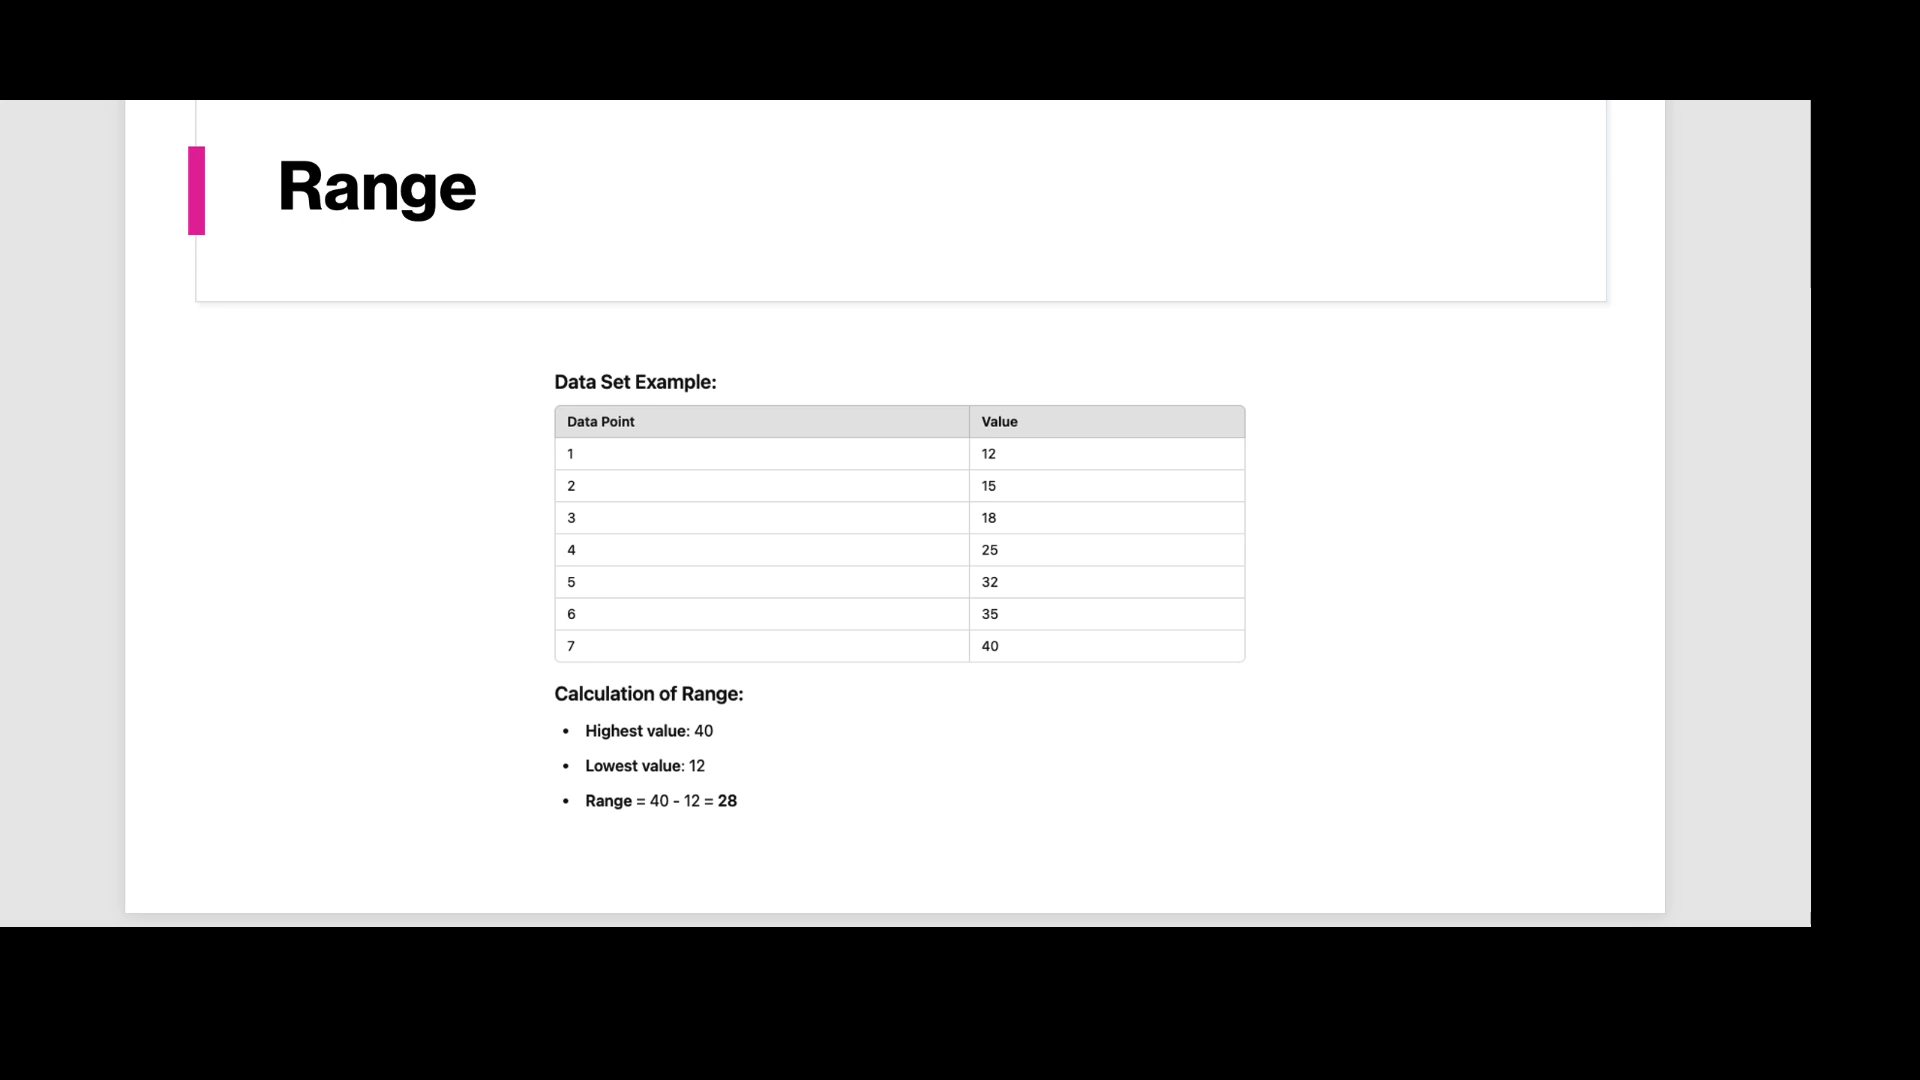 Range
Data Set Example:
Data Point Value
1 12
2 15
3 18
4 25
5 32
6 35
7 40
Calculation of Range:
• Highest value: 40
• Lowest value: 12
• Range = 40 - 12 = 28